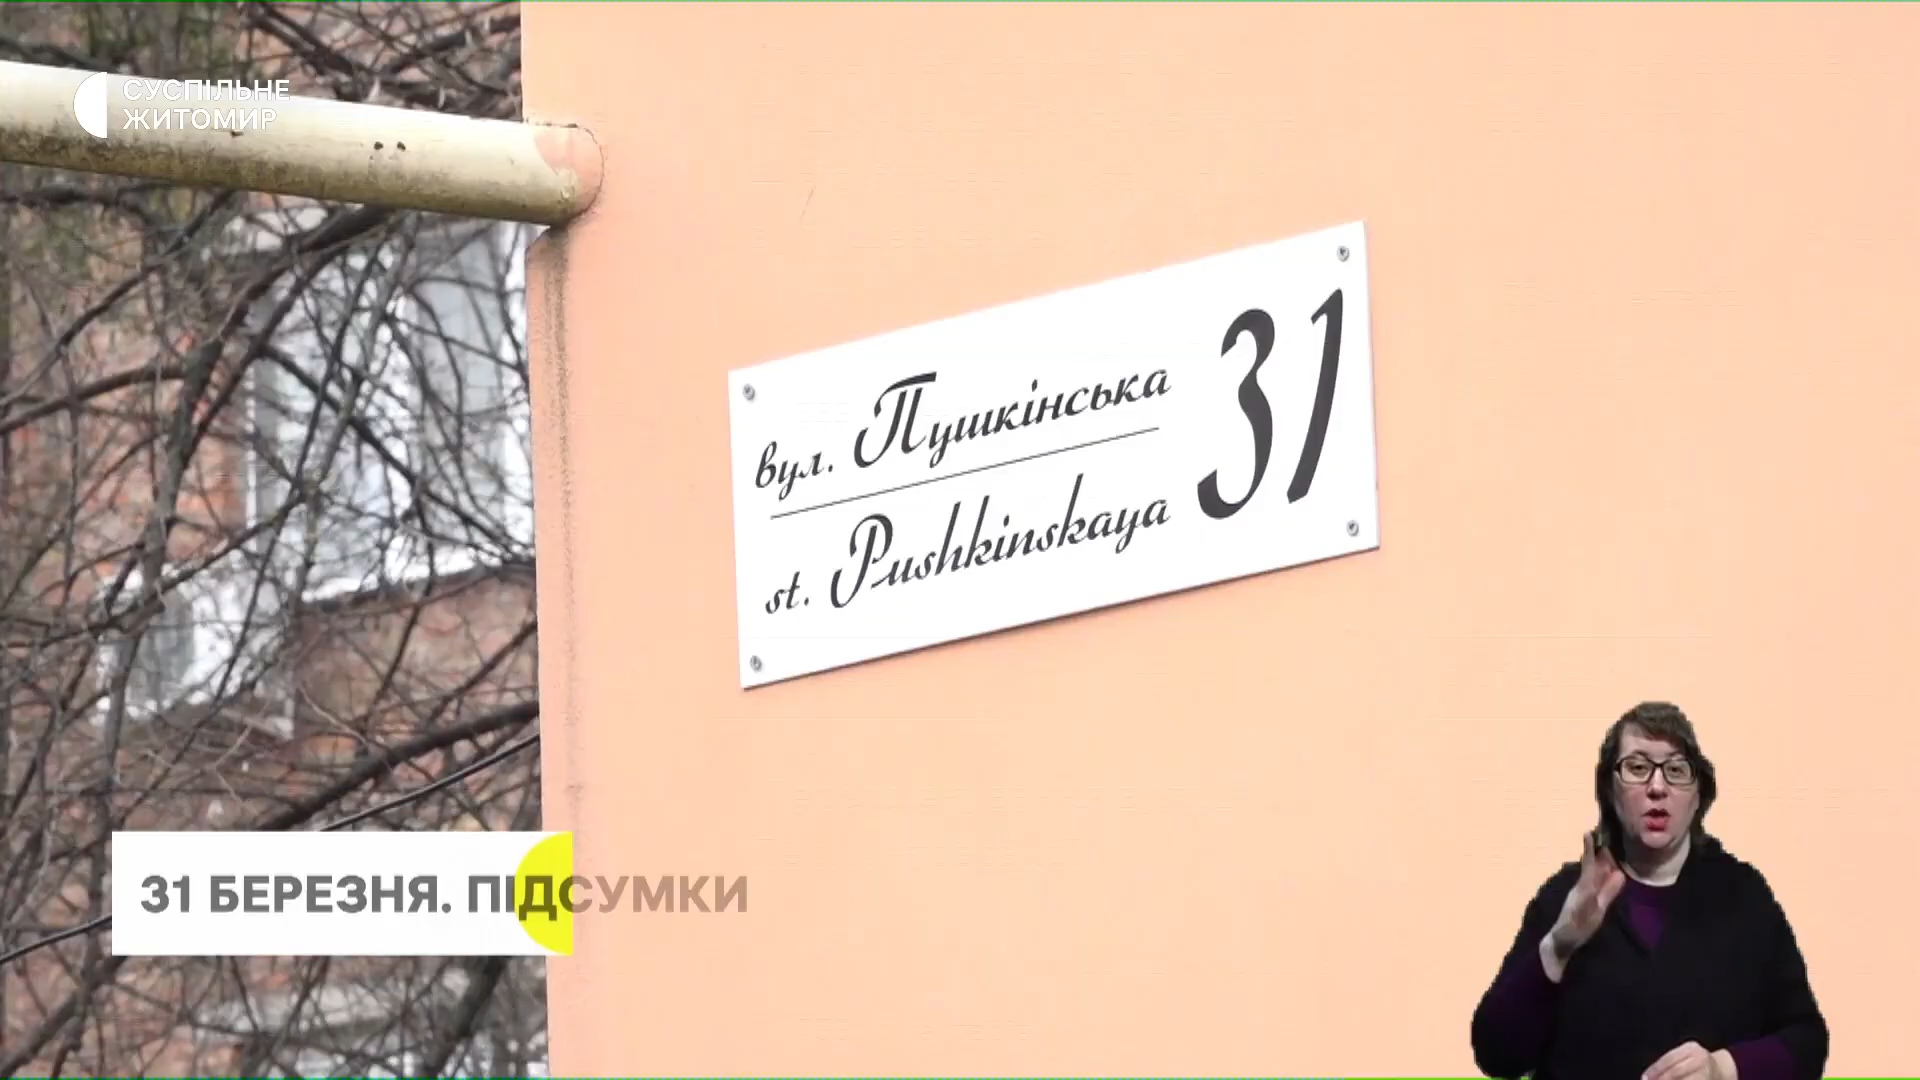 СУСПІЛЬНЕ
ЖИТОМИР
вул. Пушкінська
st. Pushkinskaya
31
31 БЕРЕЗНЯ. ПІДСУМКИ